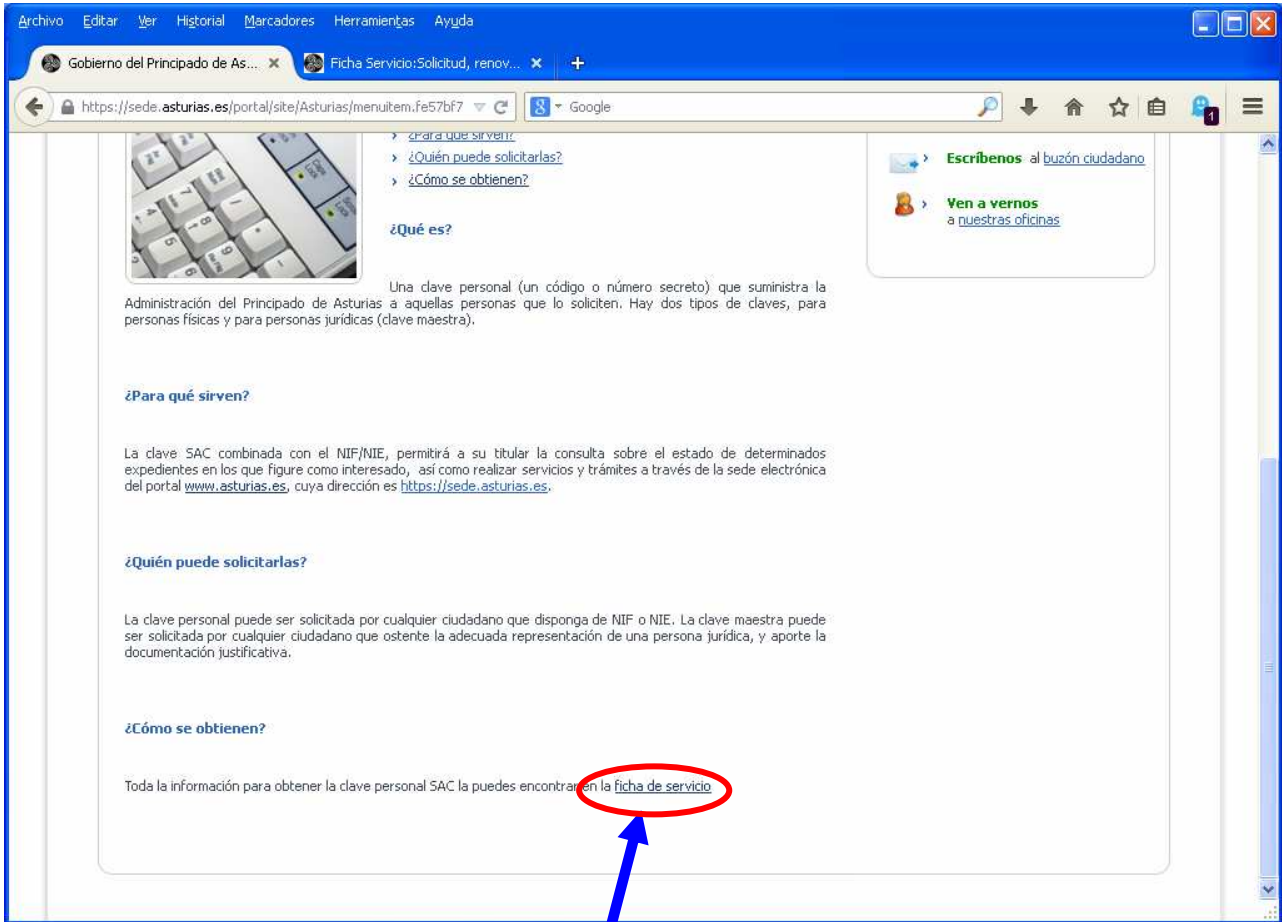 Archivo Editar Ver Historial Marcadores Herramientas Ayuda
Gobierno del Principado de As... Ficha Servicio:Solicitud, renov...
https://sede.asturias.es/portal/site/Asturias/menuitem.fe57bf7 Google 1
¿Para qué sirven?
¿Quién puede solicitarlas?
¿Cómo se obtienen?
Escríbenos al buzón ciudadano
Ven a vernos
a nuestras oficinas
¿Qué es?
Una clave personal (un código o número secreto) que suministra la
Administración del Principado de Asturias a aquellas personas que lo soliciten. Hay dos tipos de claves, para
personas físicas y para personas jurídicas (clave maestra).
¿Para qué sirven?
La clave SAC combinada con el NIF/NIE, permitirá a su titular la consulta sobre el estado de determinados
expedientes en los que figure como interesado, así como realizar servicios y trámites a través de la sede electrónica
del portal www.asturias.es, cuya dirección es https://sede.asturias.es.
¿Quién puede solicitarlas?
La clave personal puede ser solicitada por cualquier ciudadano que disponga de NIF o NIE. La clave maestra puede
ser solicitada por cualquier ciudadano que ostente la adecuada representación de una persona jurídica, y aporte la
documentación justificativa.
¿Cómo se obtienen?
Toda la información para obtener la clave personal SAC la puedes encontrar en la ficha de servicio